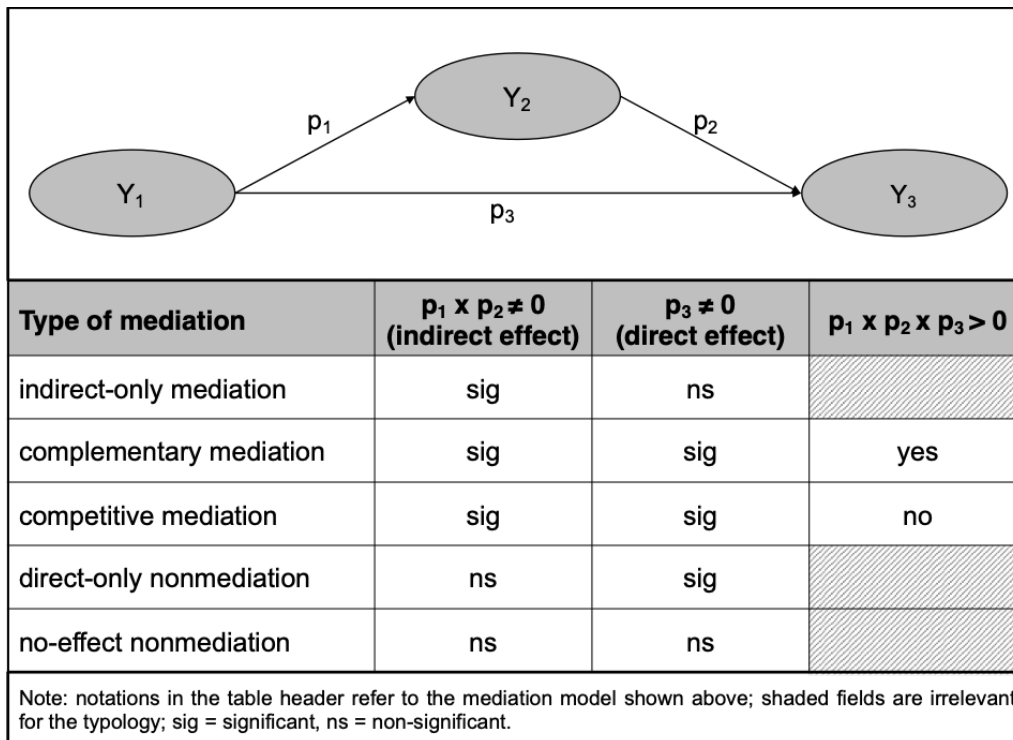 Y2
p1
p2
Y1
Y3
p3
Type of mediation
p1 x p2 ≠ 0
(indirect effect)
p3 ≠ 0
(direct effect)
p1 x p2 x p3 > 0
indirect-only mediation sig ns
complementary mediation sig sig yes
competitive mediation sig sig no
direct-only nonmediation ns sig
no-effect nonmediation ns ns
Note: notations in the table header refer to the mediation model shown above; shaded fields are irrelevant
for the typology; sig = significant, ns = non-significant.